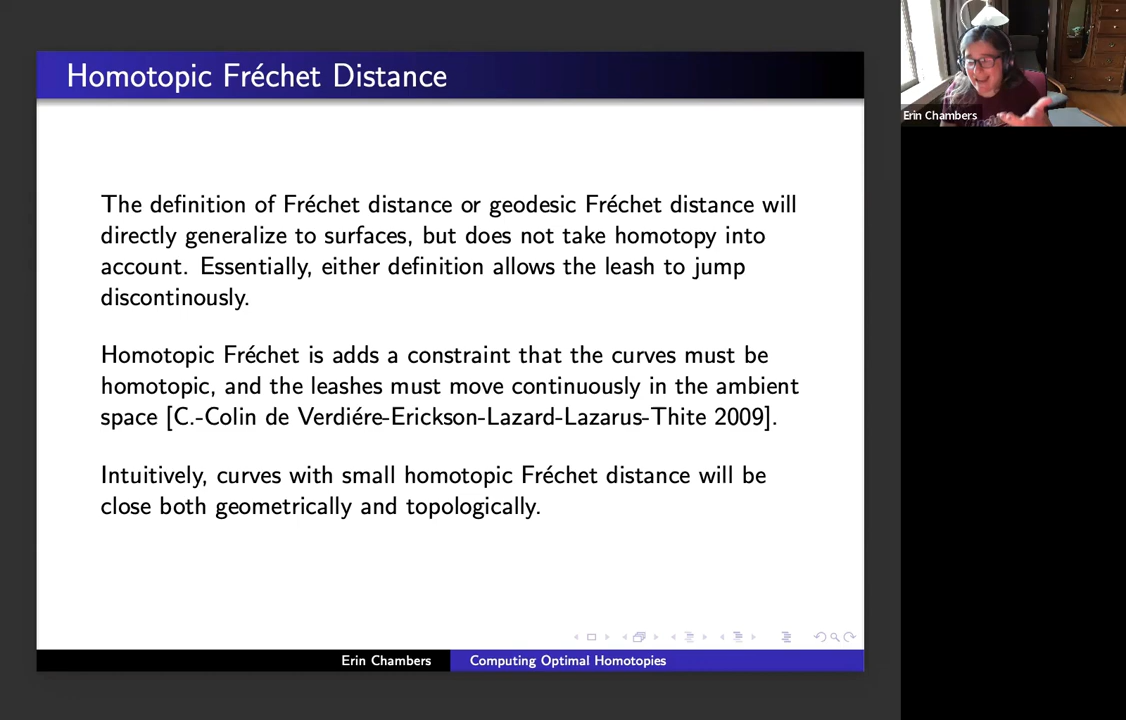 Homotopic Fréchet Distance
The definition of Fréchet distance or geodesic Fréchet distance will
directly generalize to surfaces, but does not take homotopy into
account. Essentially, either definition allows the leash to jump
discontinously.
Homotopic Fréchet is adds a constraint that the curves must be
homotopic, and the leashes must move continuously in the ambient
space [C.-Colin de Verdiére-Erickson-Lazard-Lazarus-Thite 2009].
Intuitively, curves with small homotopic Fréchet distance will be
close both geometrically and topologically.
Erin Chambers
Computing Optimal Homotopies
Erin Chambers